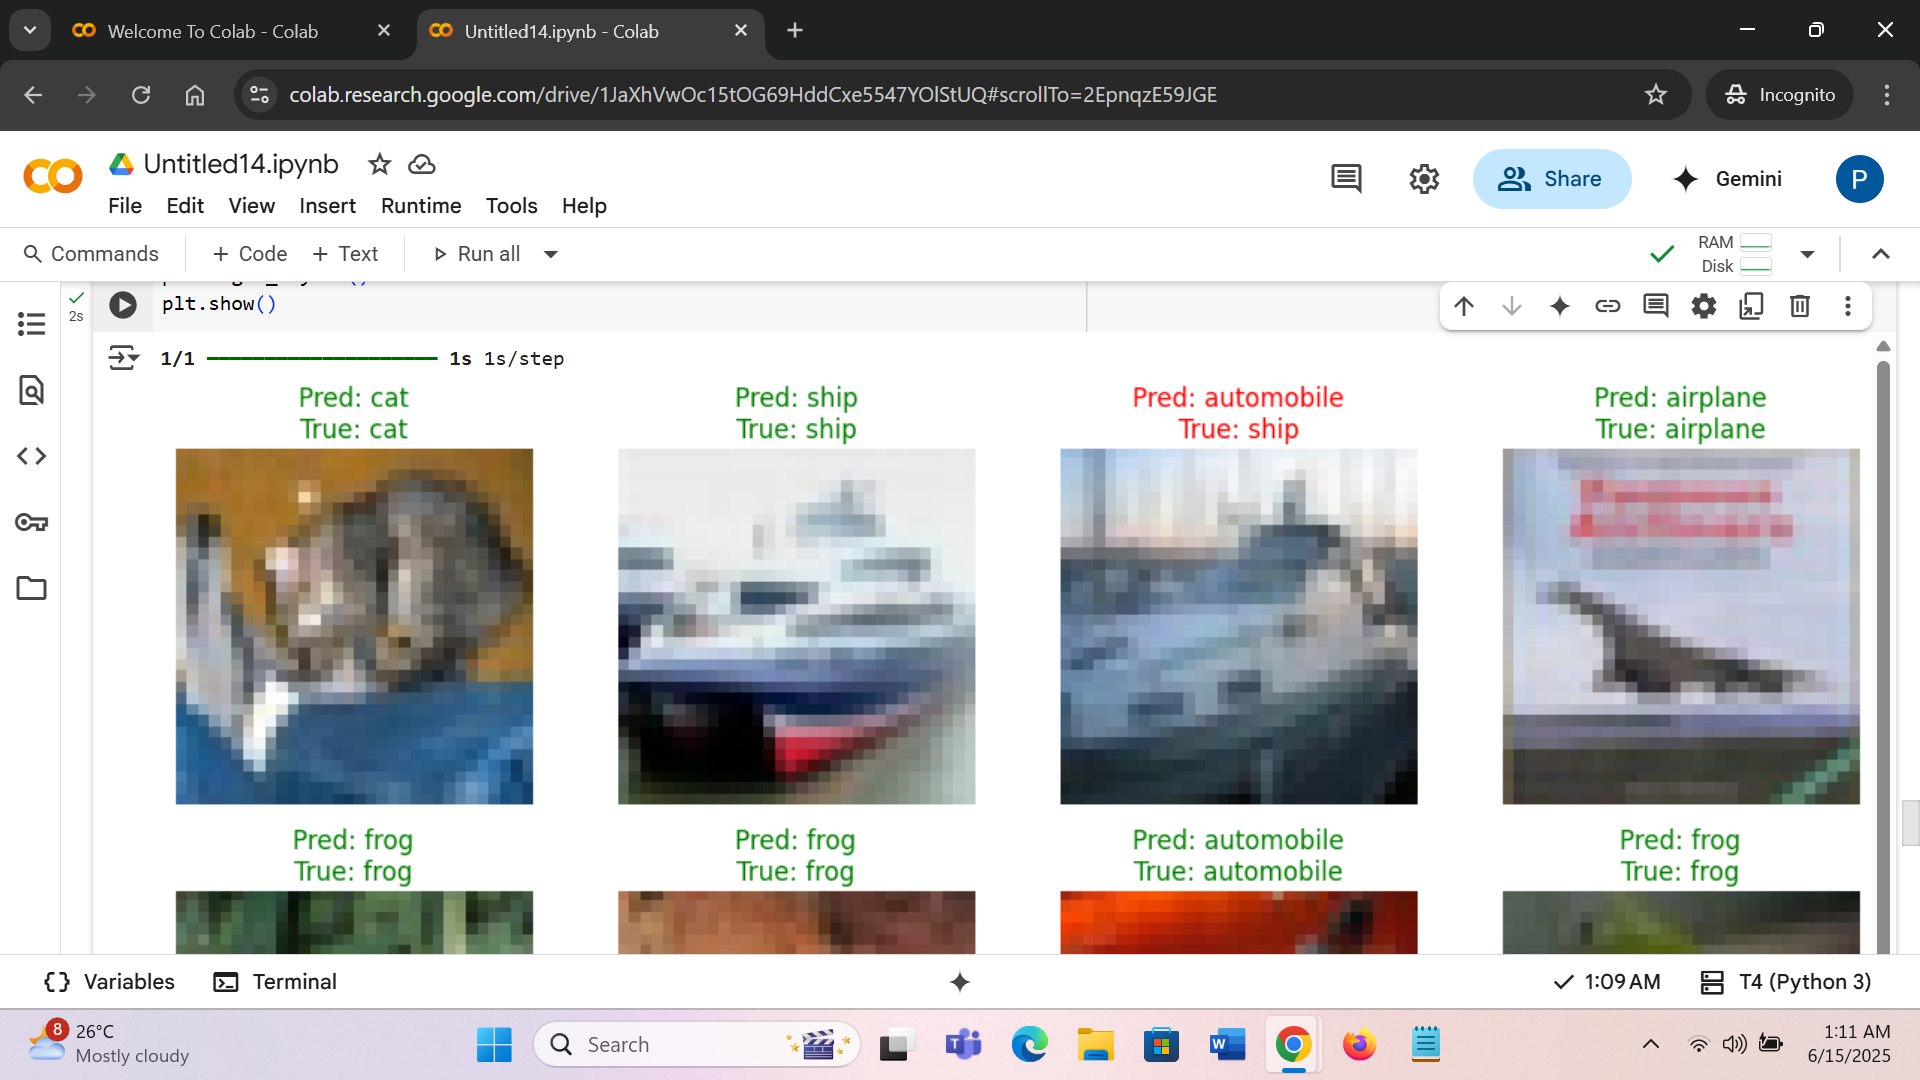 Welcome To Colab - Colab
Untitled14.ipynb - Colab
colab.research.google.com/drive/1JaXhVwOc15tOG69HddCxe5547YOlStUQ#scrollTo=2EpnqzE59JGE
Incognito
Untitled14.ipynb
File Edit View Insert Runtime Tools Help
Share
Gemini
P
Commands + Code + Text Run all
RAM
Disk
2s
plt.show()
1/1 1s 1s/step
Pred: cat
True: cat
Pred: ship
True: ship
Pred: automobile
True: ship
Pred: airplane
True: airplane
Pred: frog
True: frog
Pred: frog
True: frog
Pred: automobile
True: automobile
Pred: frog
True: frog
{} Variables Terminal
1:09 AM T4 (Python 3)
8
26°C
Mostly cloudy
Search
1:11 AM
6/15/2025